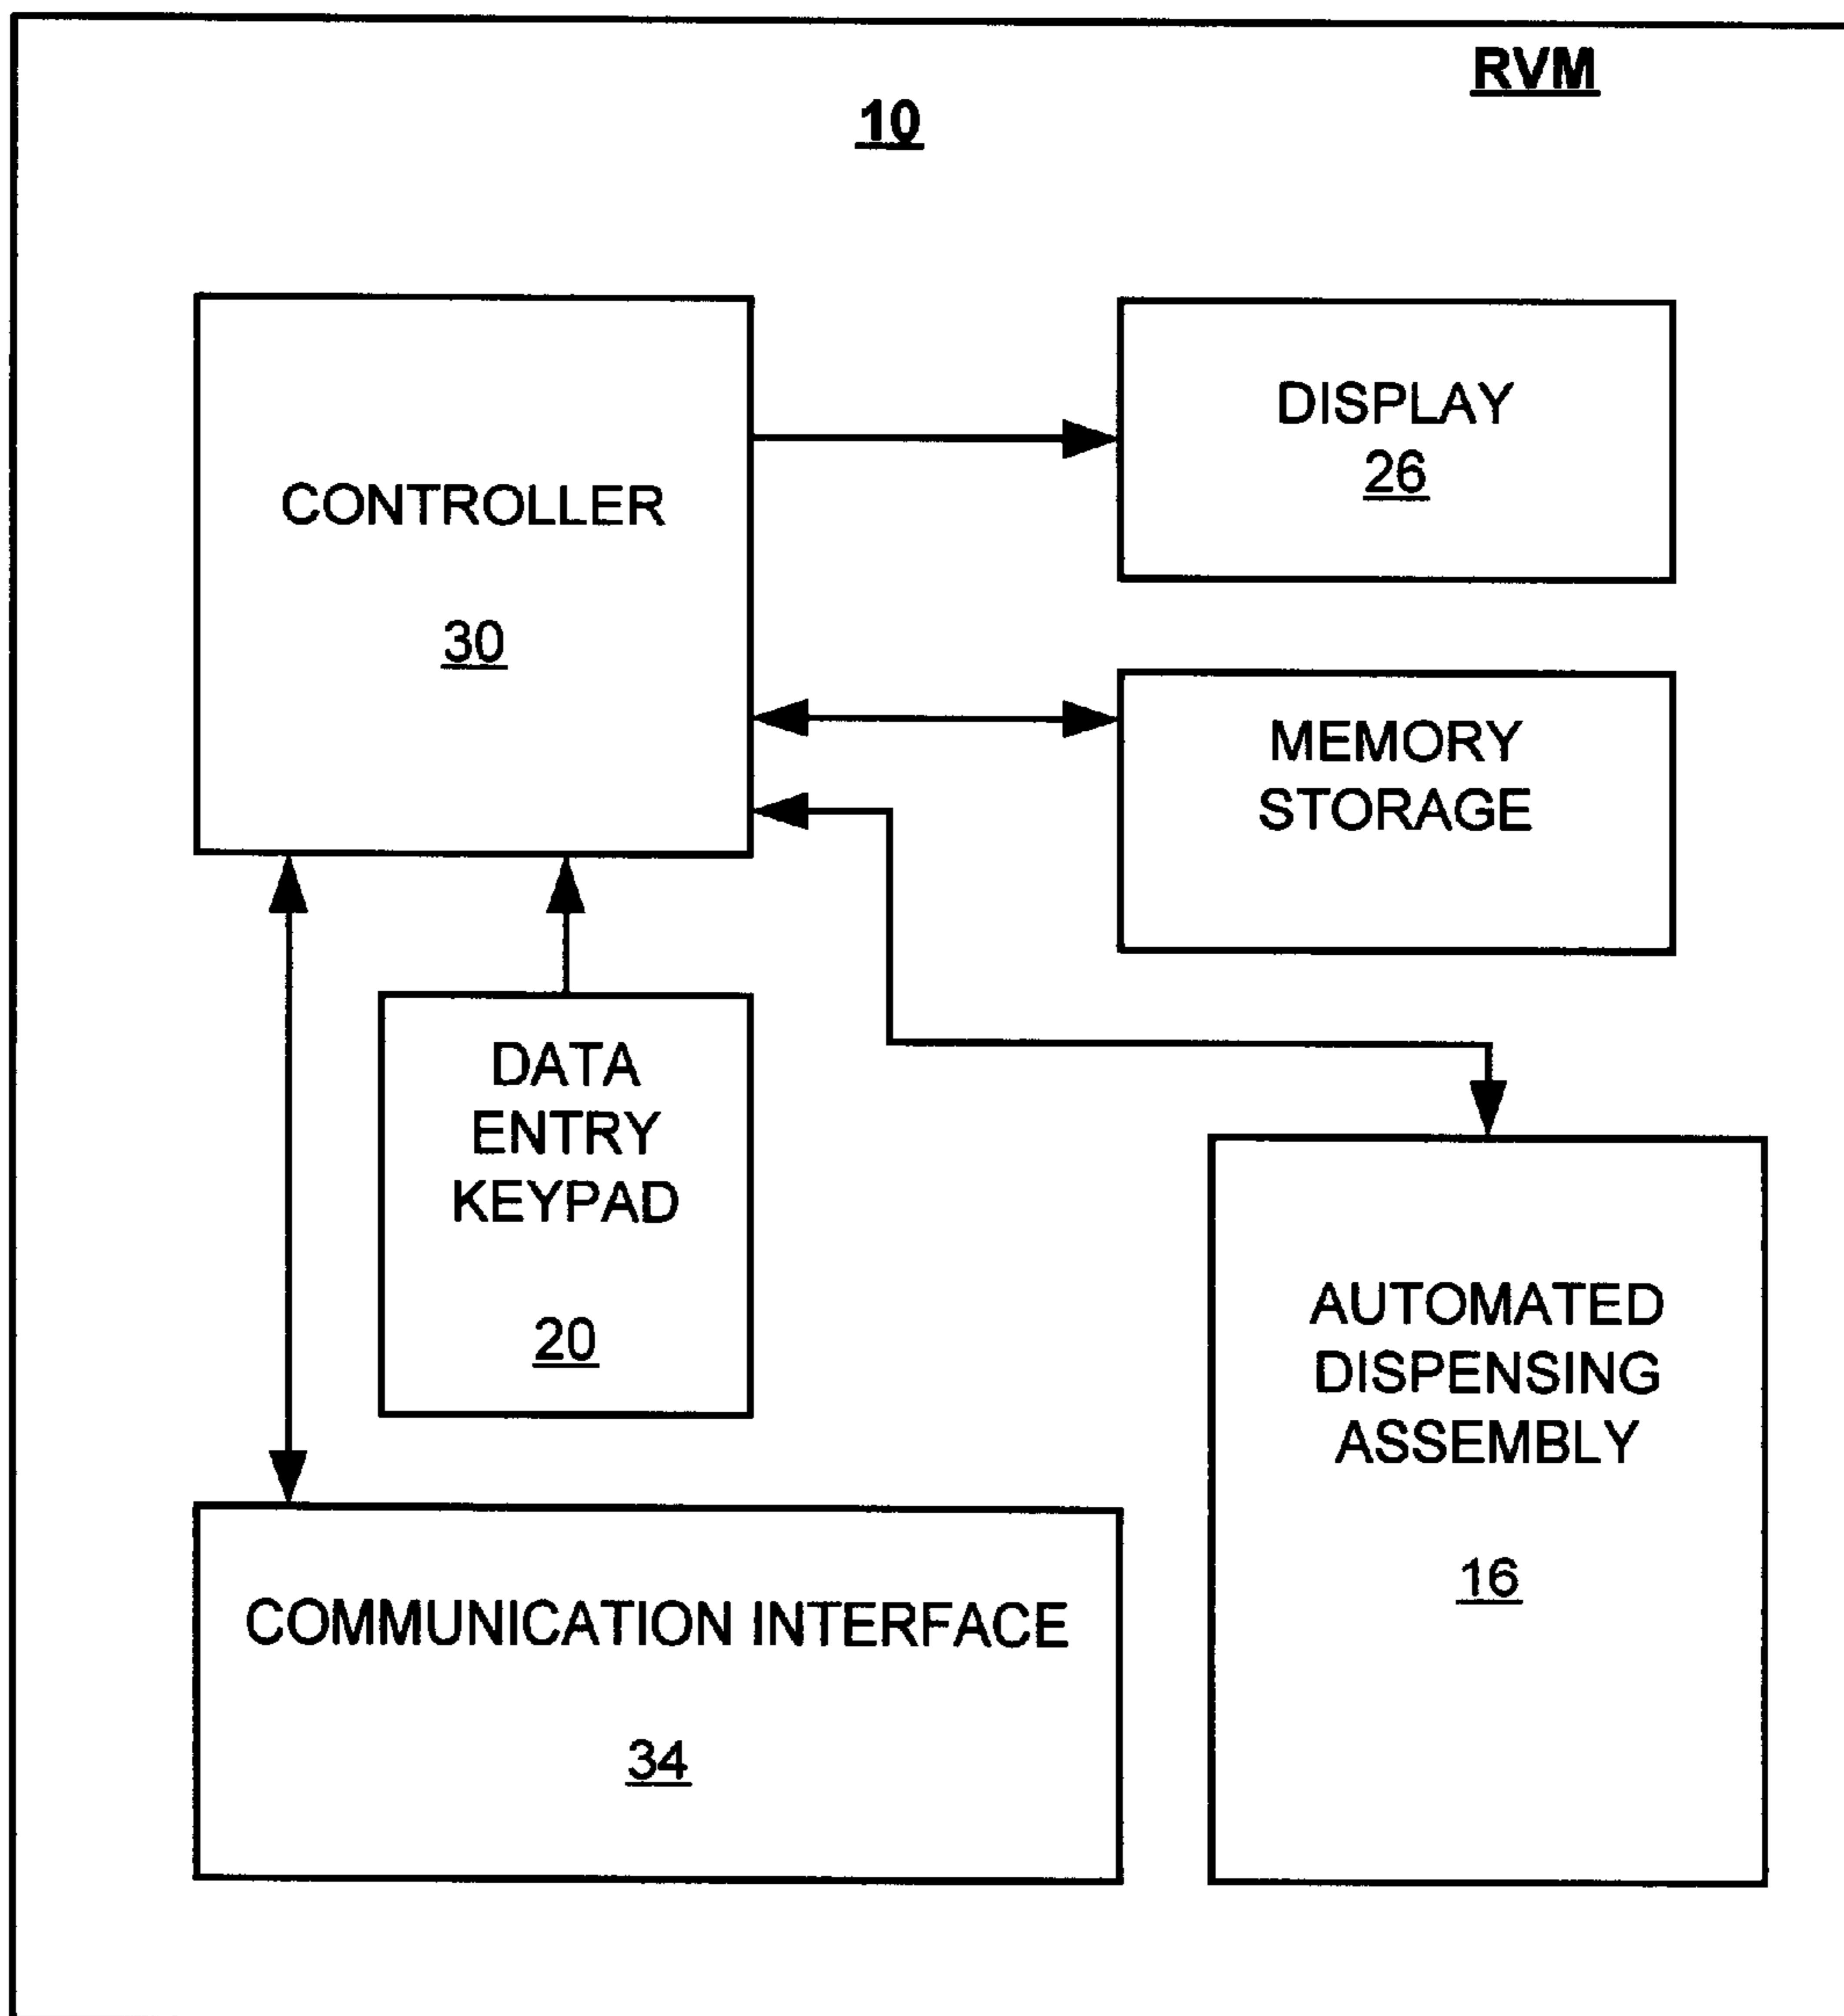 RVM
10
CONTROLLER
30
DISPLAY
26
MEMORY
STORAGE
DATA
ENTRY
KEYPAD
20
AUTOMATED
DISPENSING
ASSEMBLY
16
COMMUNICATION INTERFACE
34